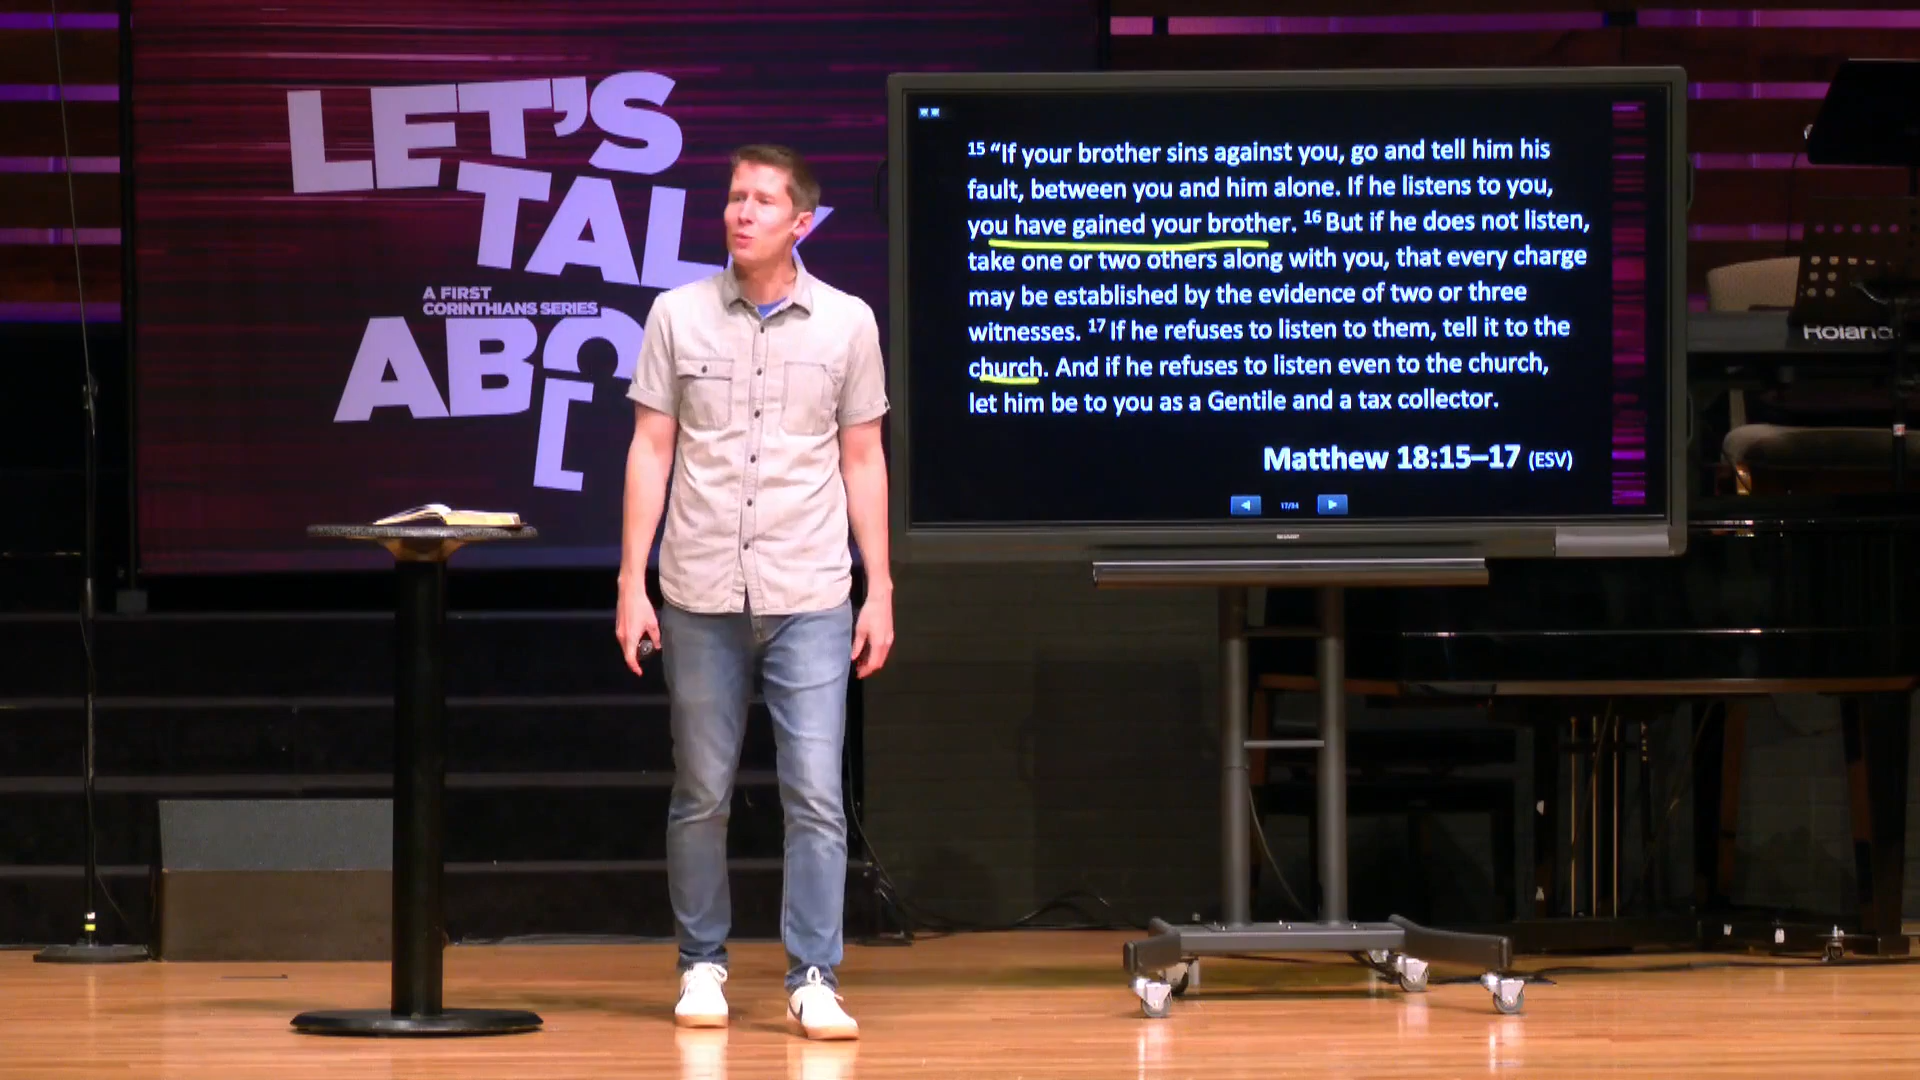 LET'S
TALK
A FIRST
CORINTHIANS SERIES
15 “If your brother sins against you, go and tell him his
fault, between you and him alone. If he listens to you,
you have gained your brother. 16 But if he does not listen,
take one or two others along with you, that every charge
may be established by the evidence of two or three
witnesses. 17 If he refuses to listen to them, tell it to the
church. And if he refuses to listen even to the church,
let him be to you as a Gentile and a tax collector.
Matthew 18:15–17 (ESV)
17/34
SHARP
Roland